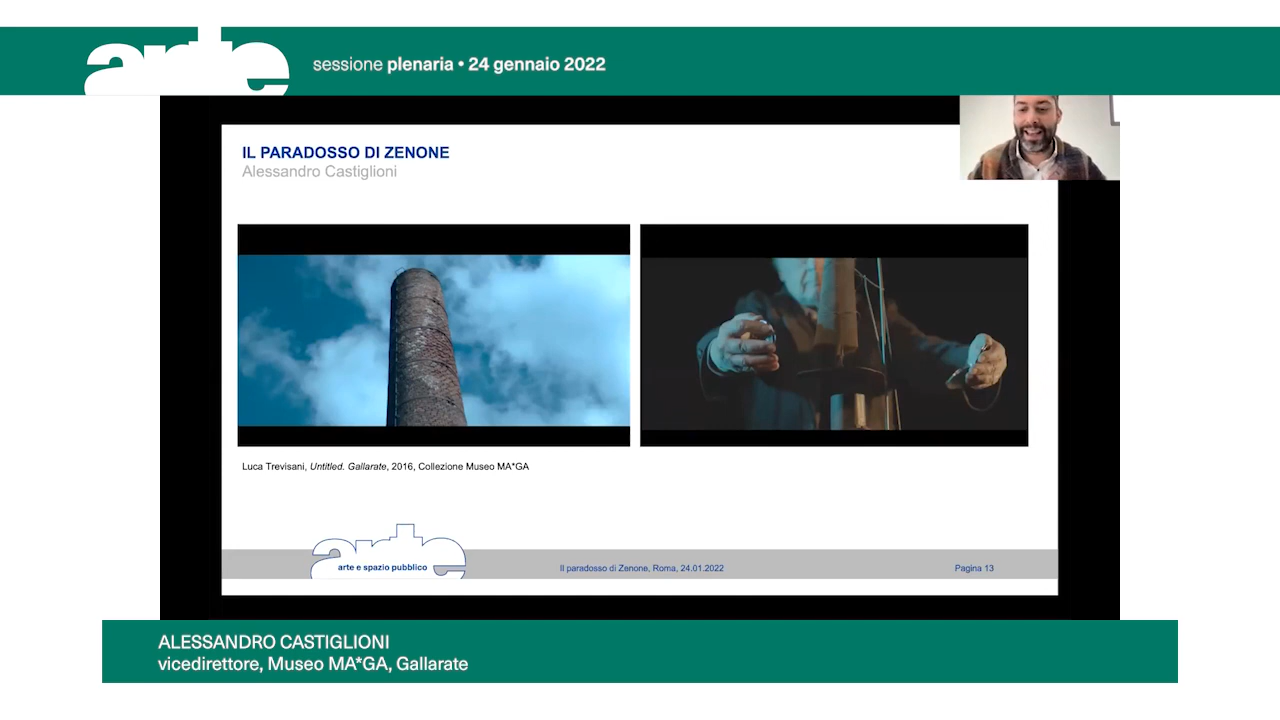 arte
sessione plenaria • 24 gennaio 2022
IL PARADOSSO DI ZENONE
Alessandro Castiglioni
Luca Trevisani, Untitled. Gallarate, 2016, Collezione Museo MA*GA
arte
arte e spazio pubblico
Il paradosso di Zenone, Roma, 24.01.2022
Pagina 13
ALESSANDRO CASTIGLIONI
vicedirettore, Museo MA*GA, Gallarate